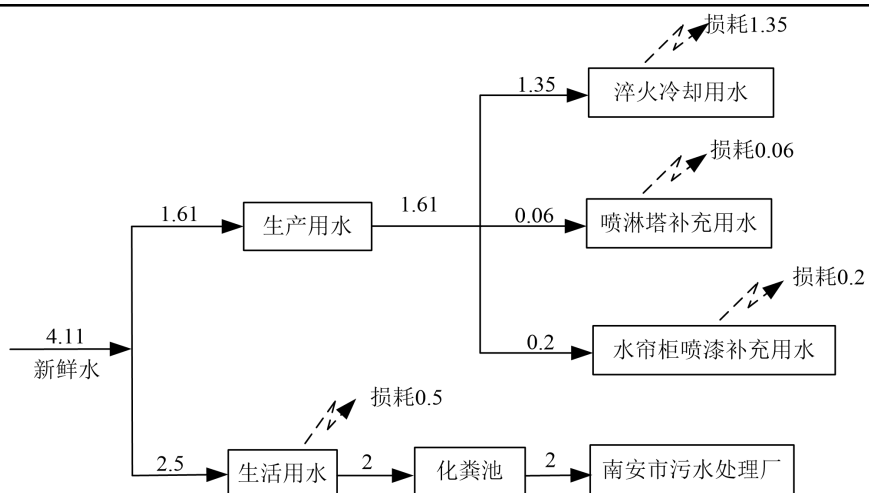 损耗1.35
1.35
淬火冷却用水
损耗0.06
1.61
生产用水
1.61
0.06
喷淋塔补充用水
损耗0.2
4.11
新鲜水
0.2
水帘柜喷漆补充用水
损耗0.5
2.5
生活用水
2
化粪池
2
南安市污水处理厂